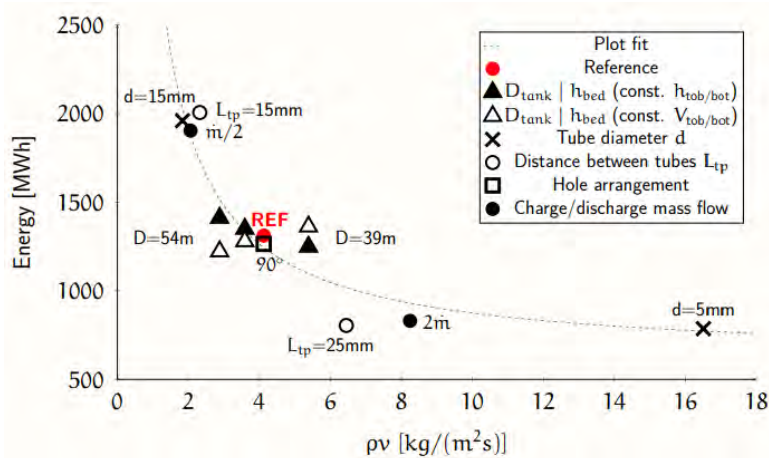 2500
2000
1500
1000
500
Energy [MWh]
0 2 4 6 8 10 12 14 16 18
ρν [kg/(m²s)]
Plot fit
Reference
D_tank | h_bed (const. h_tob/bot)
D_tank | h_bed (const. V_tob/bot)
Tube diameter d
Distance between tubes L_tp
Hole arrangement
Charge/discharge mass flow
d=15mm
L_tp=15mm
ṁ/2
REF
D=54m
D=39m
90°
L_tp=25mm
2ṁ
d=5mm